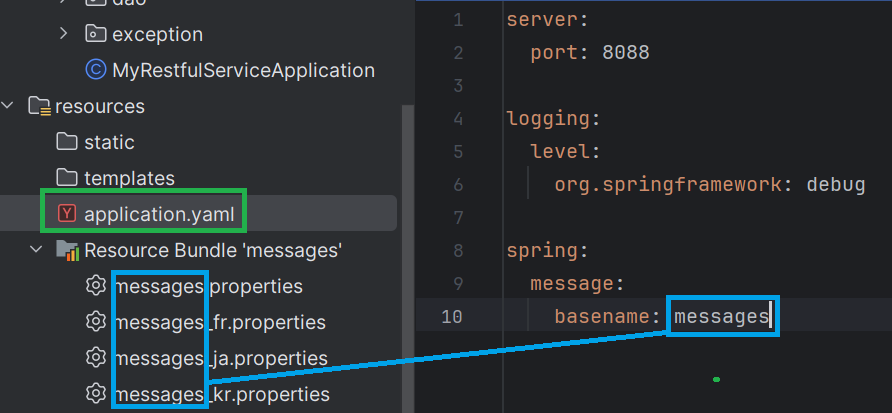 dao
exception
MyRestfulServiceApplication
resources
static
templates
application.yaml
Resource Bundle 'messages'
messages.properties
messages_fr.properties
messages_ja.properties
messages_kr.properties
1 server:
2 port: 8088
3
4 logging:
5 level:
6 org.springframework: debug
7
8 spring:
9 message:
10 basename: messages